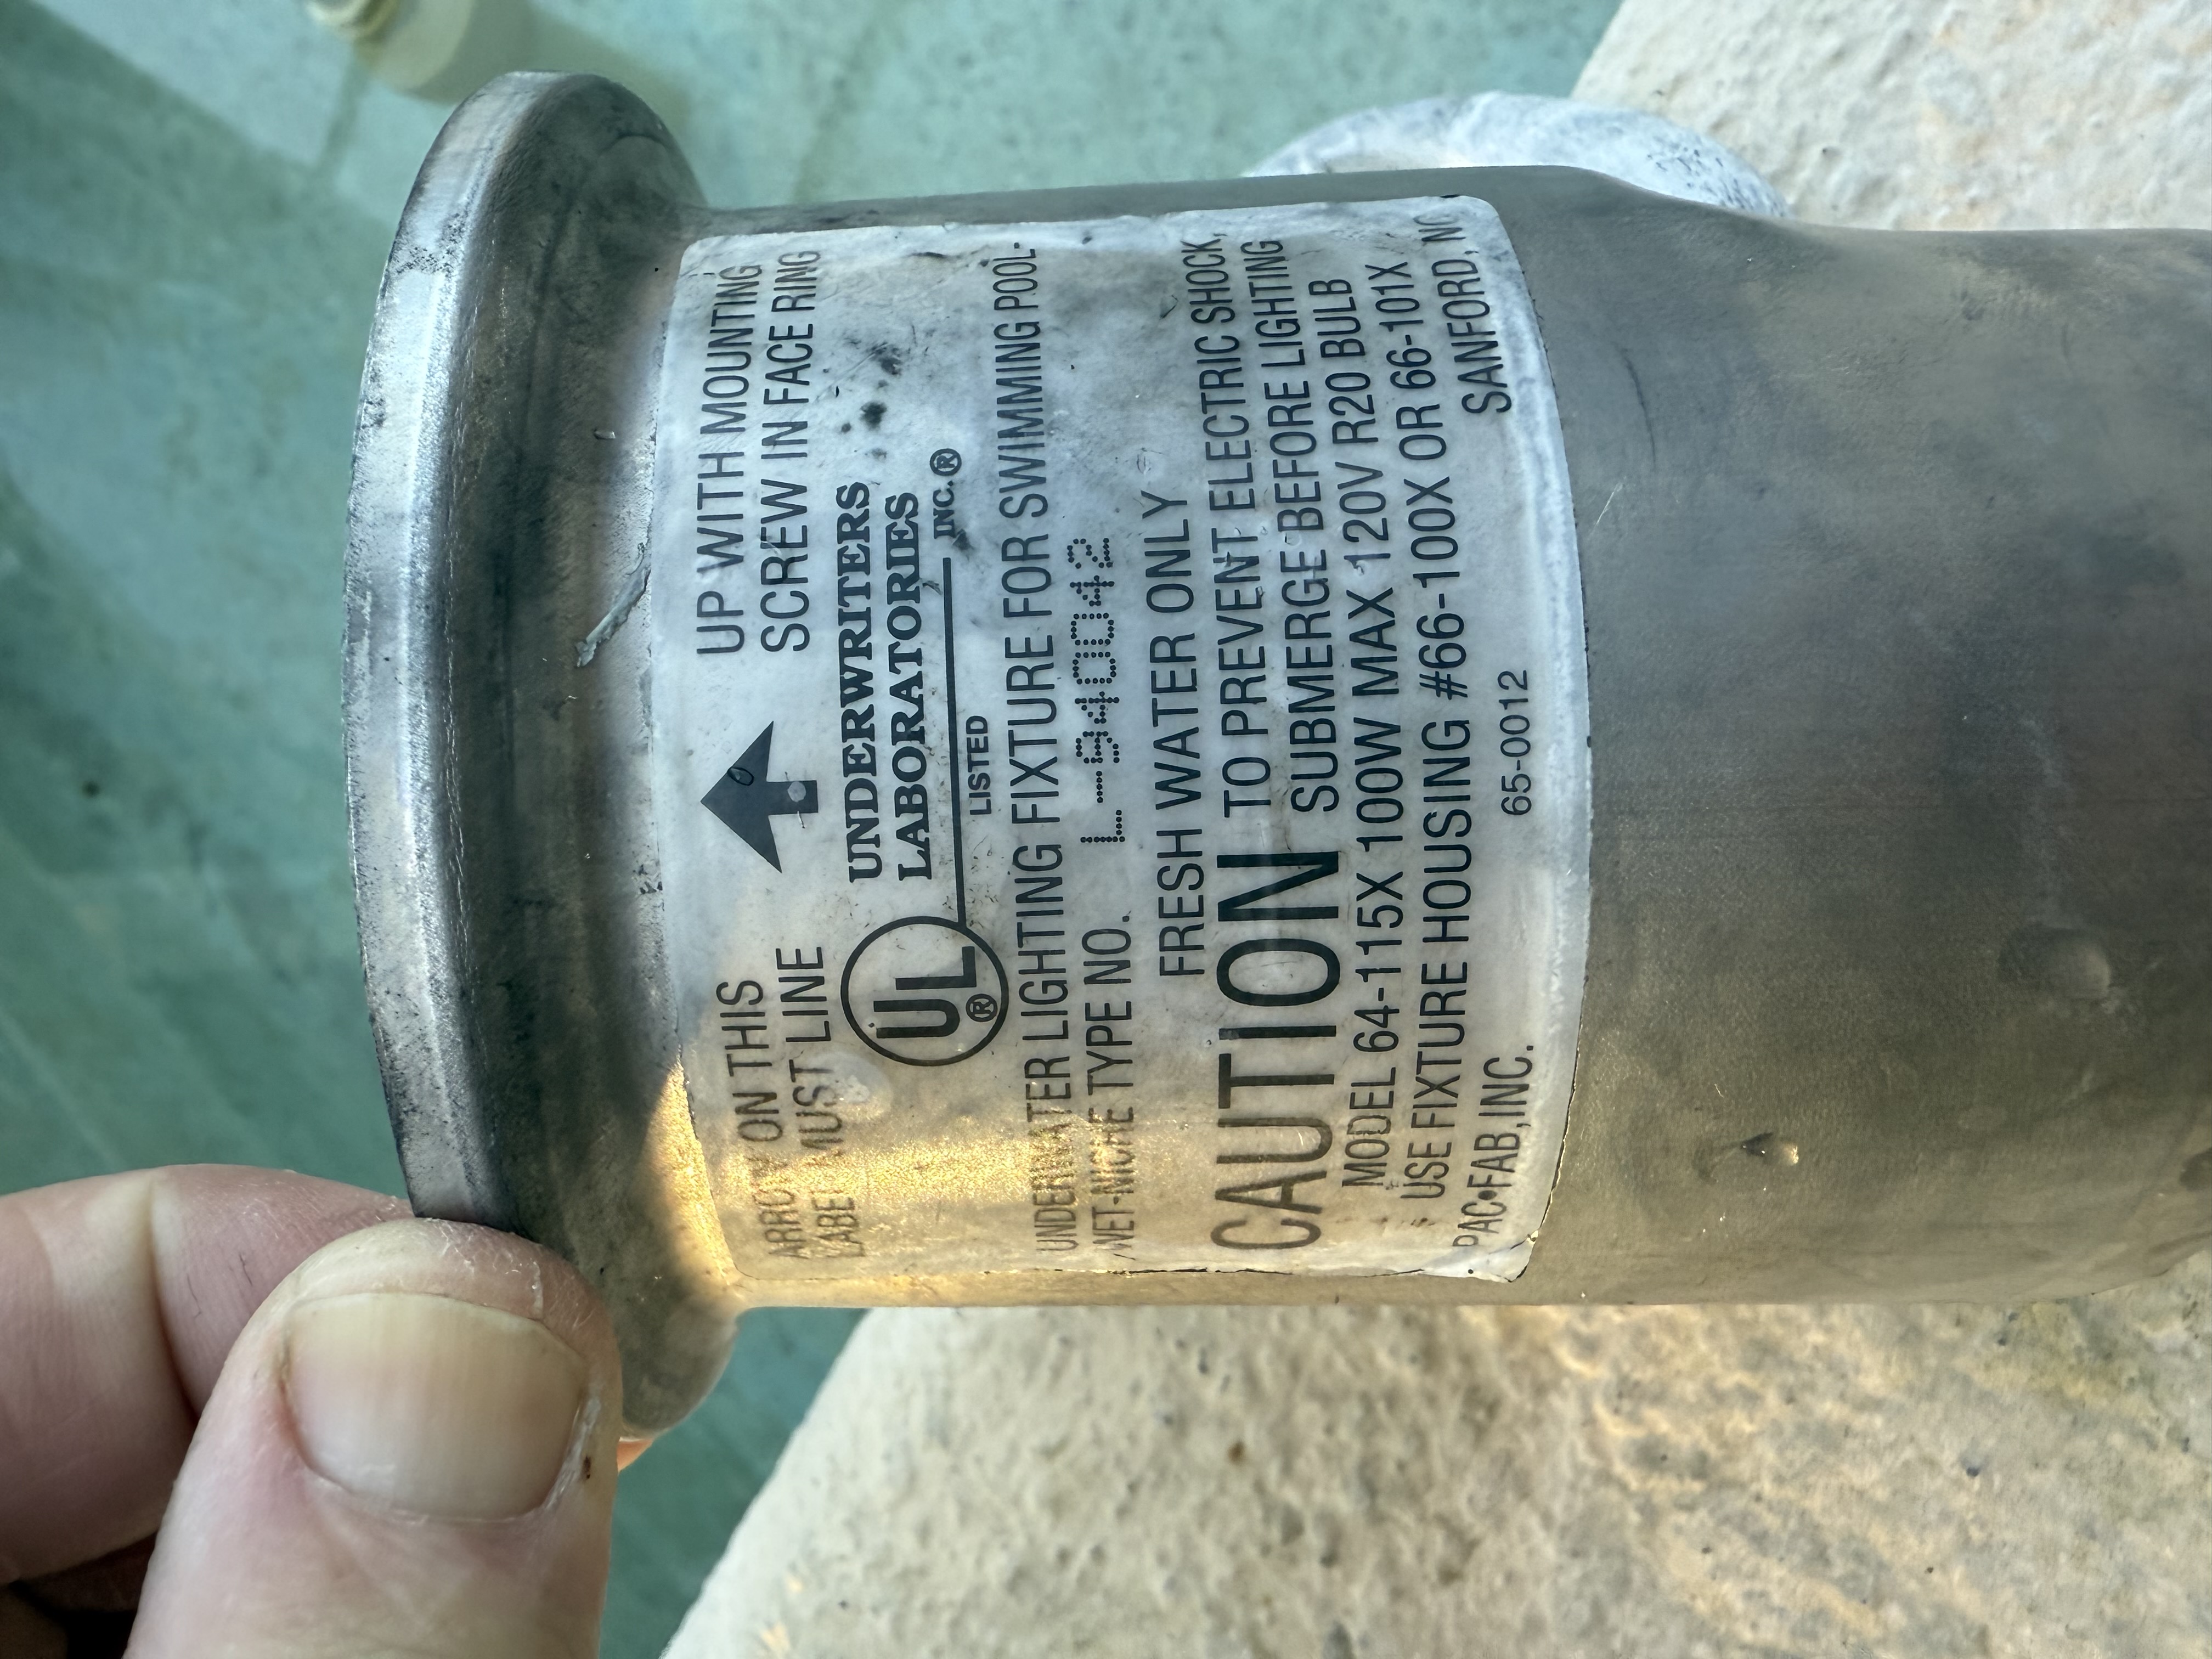 ARROW ON THIS
LABEL MUST LINE
UP WITH MOUNTING
SCREW IN FACE RING
UL®
UNDERWRITERS
LABORATORIES
INC.®
LISTED
UNDERWATER LIGHTING FIXTURE FOR SWIMMING POOL-
WET-NICHE TYPE NO. L-940042
FRESH WATER ONLY
CAUTION TO PREVENT ELECTRIC SHOCK,
SUBMERGE BEFORE LIGHTING
MODEL 64-115X 100W MAX 120V R20 BULB
USE FIXTURE HOUSING #66-100X OR 66-101X
PAC•FAB,INC. SANFORD, NC
65-0012